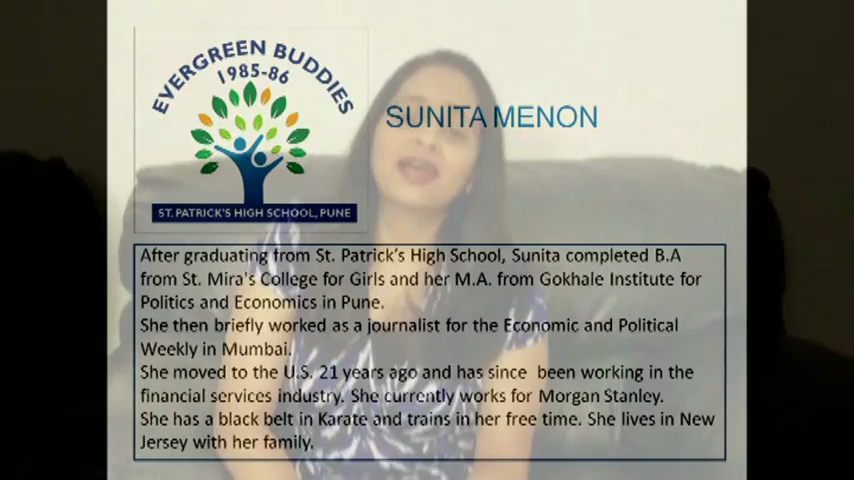 EVERGREEN BUDDIES
1985-86
ST. PATRICK'S HIGH SCHOOL, PUNE
SUNITA MENON
After graduating from St. Patrick's High School, Sunita completed B.A
from St. Mira's College for Girls and her M.A. from Gokhale Institute for
Politics and Economics in Pune.
She then briefly worked as a journalist for the Economic and Political
Weekly in Mumbai.
She moved to the U.S. 21 years ago and has since been working in the
financial services industry. She currently works for Morgan Stanley.
She has a black belt in Karate and trains in her free time. She lives in New
Jersey with her family.